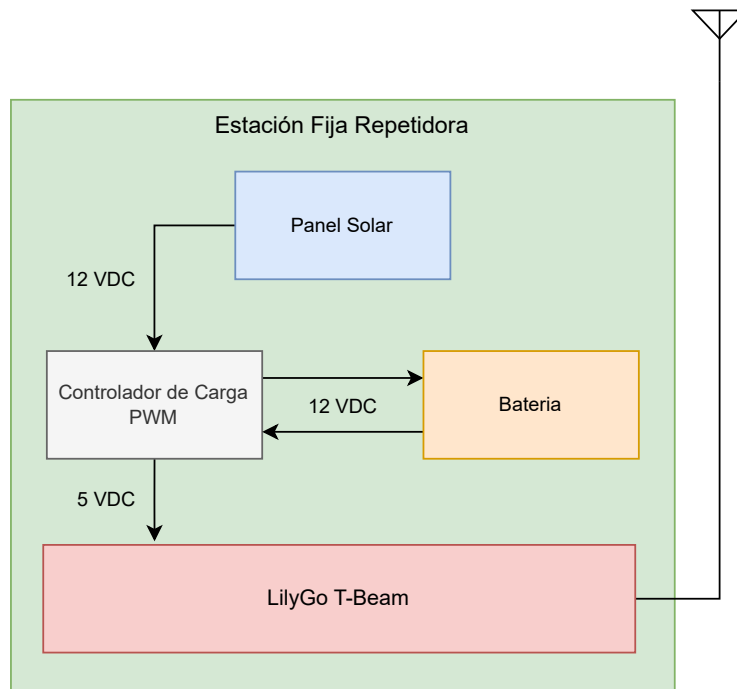 Estación Fija Repetidora
Panel Solar
12 VDC
Controlador de Carga
PWM
12 VDC
Bateria
5 VDC
LilyGo T-Beam